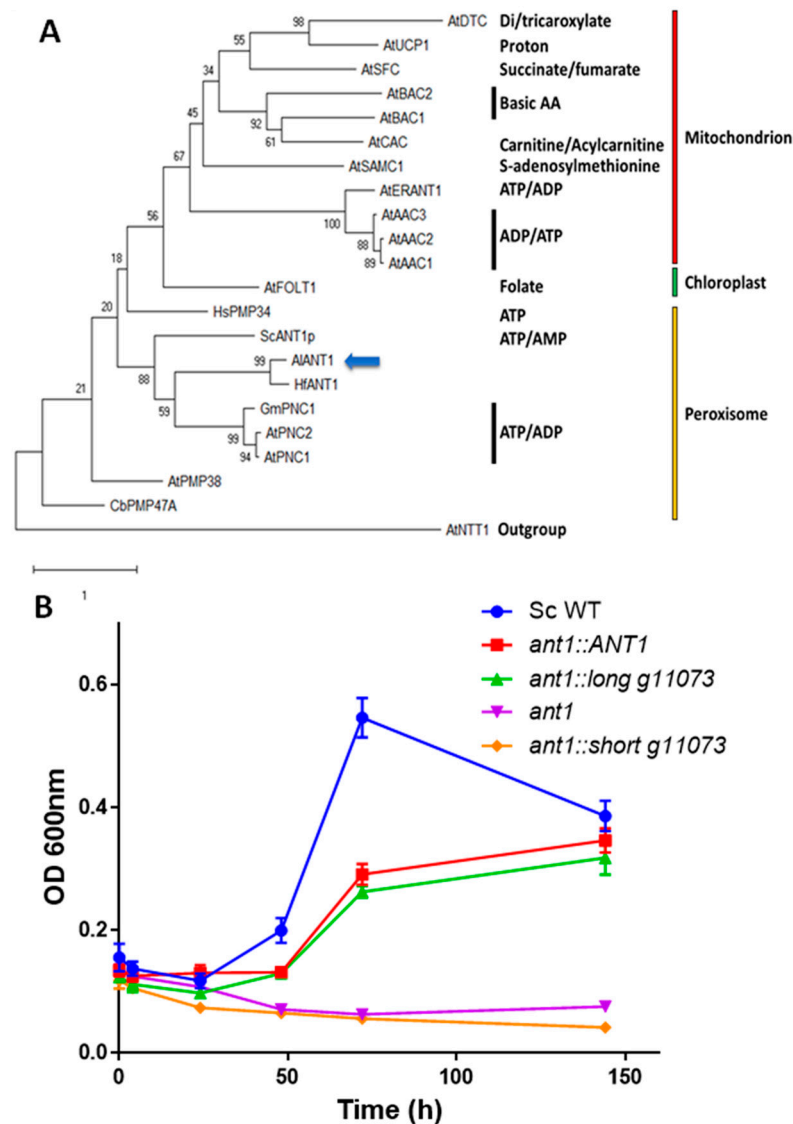 A
98
AtDTC Di/tricaroxylate
55
AtUCP1 Proton
34
AtSFC Succinate/fumarate
AtBAC2
Basic AA
45
92
AtBAC1
61
AtCAC Carnitine/Acylcarnitine
Mitochondrion
67
AtSAMC1 S-adenosylmethionine
AtERANT1 ATP/ADP
100
AtAAC3
56
88
AtAAC2 ADP/ATP
89
AtAAC1
18
AtFOLT1 Folate
Chloroplast
20
HsPMP34 ATP
ScANT1p ATP/AMP
21
88
99
AlANT1
HfANT1
59
GmPNC1
Peroxisome
99
AtPNC2 ATP/ADP
94
AtPNC1
AtPMP38
CbPMP47A
AtNTT1 Outgroup
1
B
Sc WT
ant1::ANT1
ant1::long g11073
ant1
ant1::short g11073
OD 600nm
0.6
0.4
0.2
0.0
0
50
100
150
Time (h)